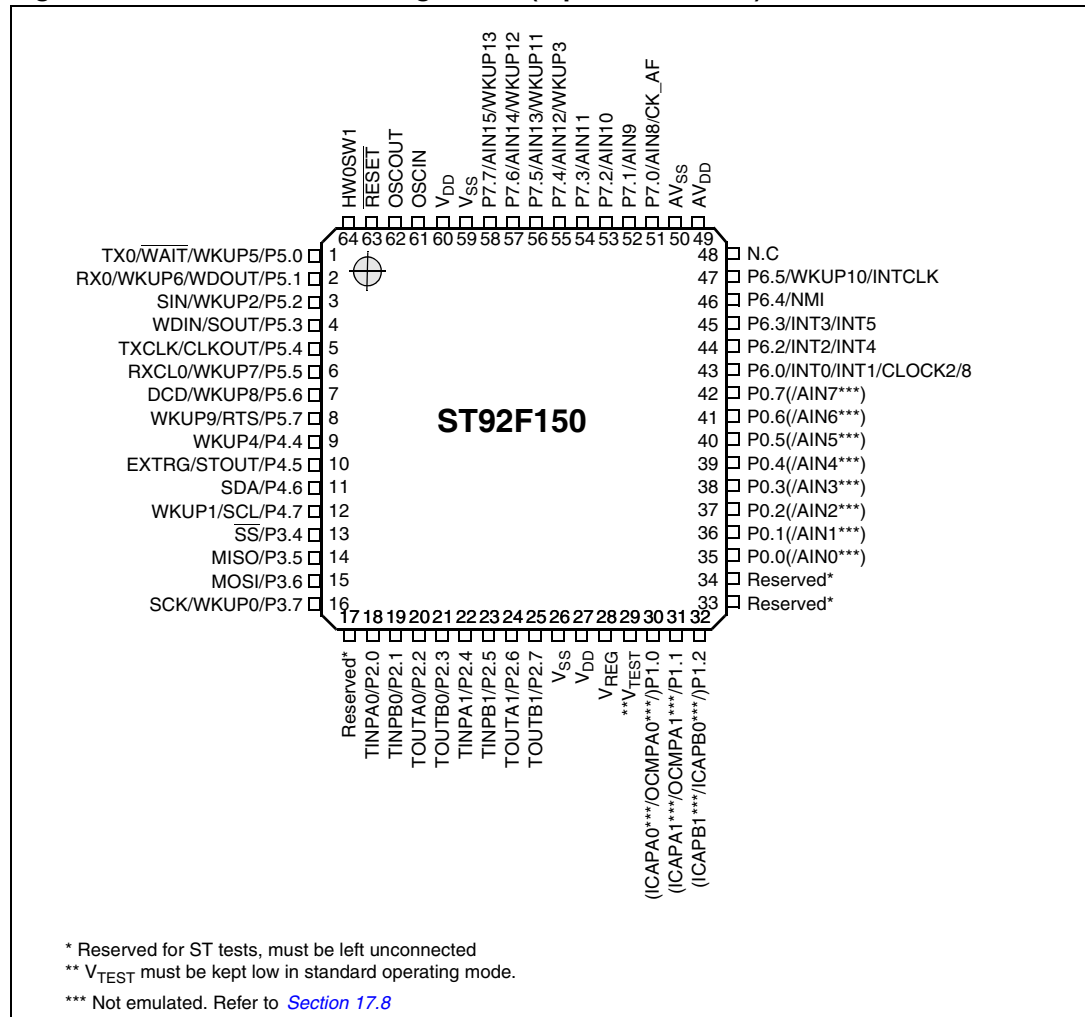 HW0SW1
RESET
OSCOUT
OSCIN
VDD
VSS
P7.7/AIN15/WKUP13
P7.6/AIN14/WKUP12
P7.5/AIN13/WKUP11
P7.4/AIN12/WKUP3
P7.3/AIN11
P7.2/AIN10
P7.1/AIN9
P7.0/AIN8/CK_AF
AVSS
AVDD
64 63 62 61 60 59 58 57 56 55 54 53 52 51 50 49
TX0/WAIT/WKUP5/P5.0 1
RX0/WKUP6/WDOUT/P5.1 2
SIN/WKUP2/P5.2 3
WDIN/SOUT/P5.3 4
TXCLK/CLKOUT/P5.4 5
RXCL0/WKUP7/P5.5 6
DCD/WKUP8/P5.6 7
WKUP9/RTS/P5.7 8
WKUP4/P4.4 9
EXTRG/STOUT/P4.5 10
SDA/P4.6 11
WKUP1/SCL/P4.7 12
SS/P3.4 13
MISO/P3.5 14
MOSI/P3.6 15
SCK/WKUP0/P3.7 16
ST92F150
48 N.C
47 P6.5/WKUP10/INTCLK
46 P6.4/NMI
45 P6.3/INT3/INT5
44 P6.2/INT2/INT4
43 P6.0/INT0/INT1/CLOCK2/8
42 P0.7(/AIN7***)
41 P0.6(/AIN6***)
40 P0.5(/AIN5***)
39 P0.4(/AIN4***)
38 P0.3(/AIN3***)
37 P0.2(/AIN2***)
36 P0.1(/AIN1***)
35 P0.0(/AIN0***)
34 Reserved*
33 Reserved*
17 18 19 20 21 22 23 24 25 26 27 28 29 30 31 32
Reserved*
TINPA0/P2.0
TINPB0/P2.1
TOUTA0/P2.2
TOUTB0/P2.3
TINPA1/P2.4
TINPB1/P2.5
TOUTA1/P2.6
TOUTB1/P2.7
VSS
VDD
VREG
**VTEST
(ICAPA0***/OCMPA0***/)P1.0
(ICAPA1***/OCMPA1***/P1.1
(ICAPB1***/ICAPB0***/)P1.2
* Reserved for ST tests, must be left unconnected
** VTEST must be kept low in standard operating mode.
*** Not emulated. Refer to Section 17.8